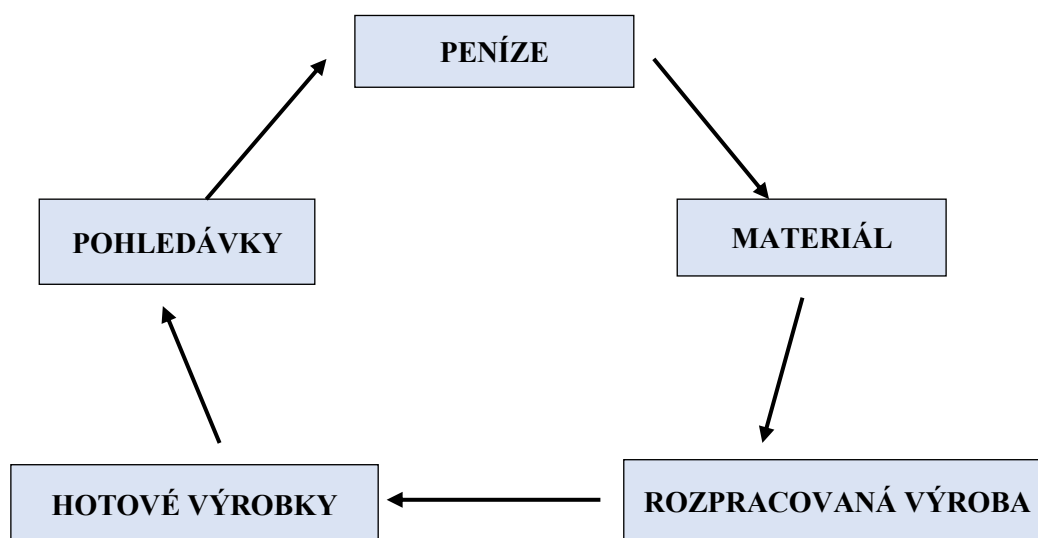 PENÍZE
POHLEDÁVKY
MATERIÁL
HOTOVÉ VÝROBKY
ROZPRACOVANÁ VÝROBA